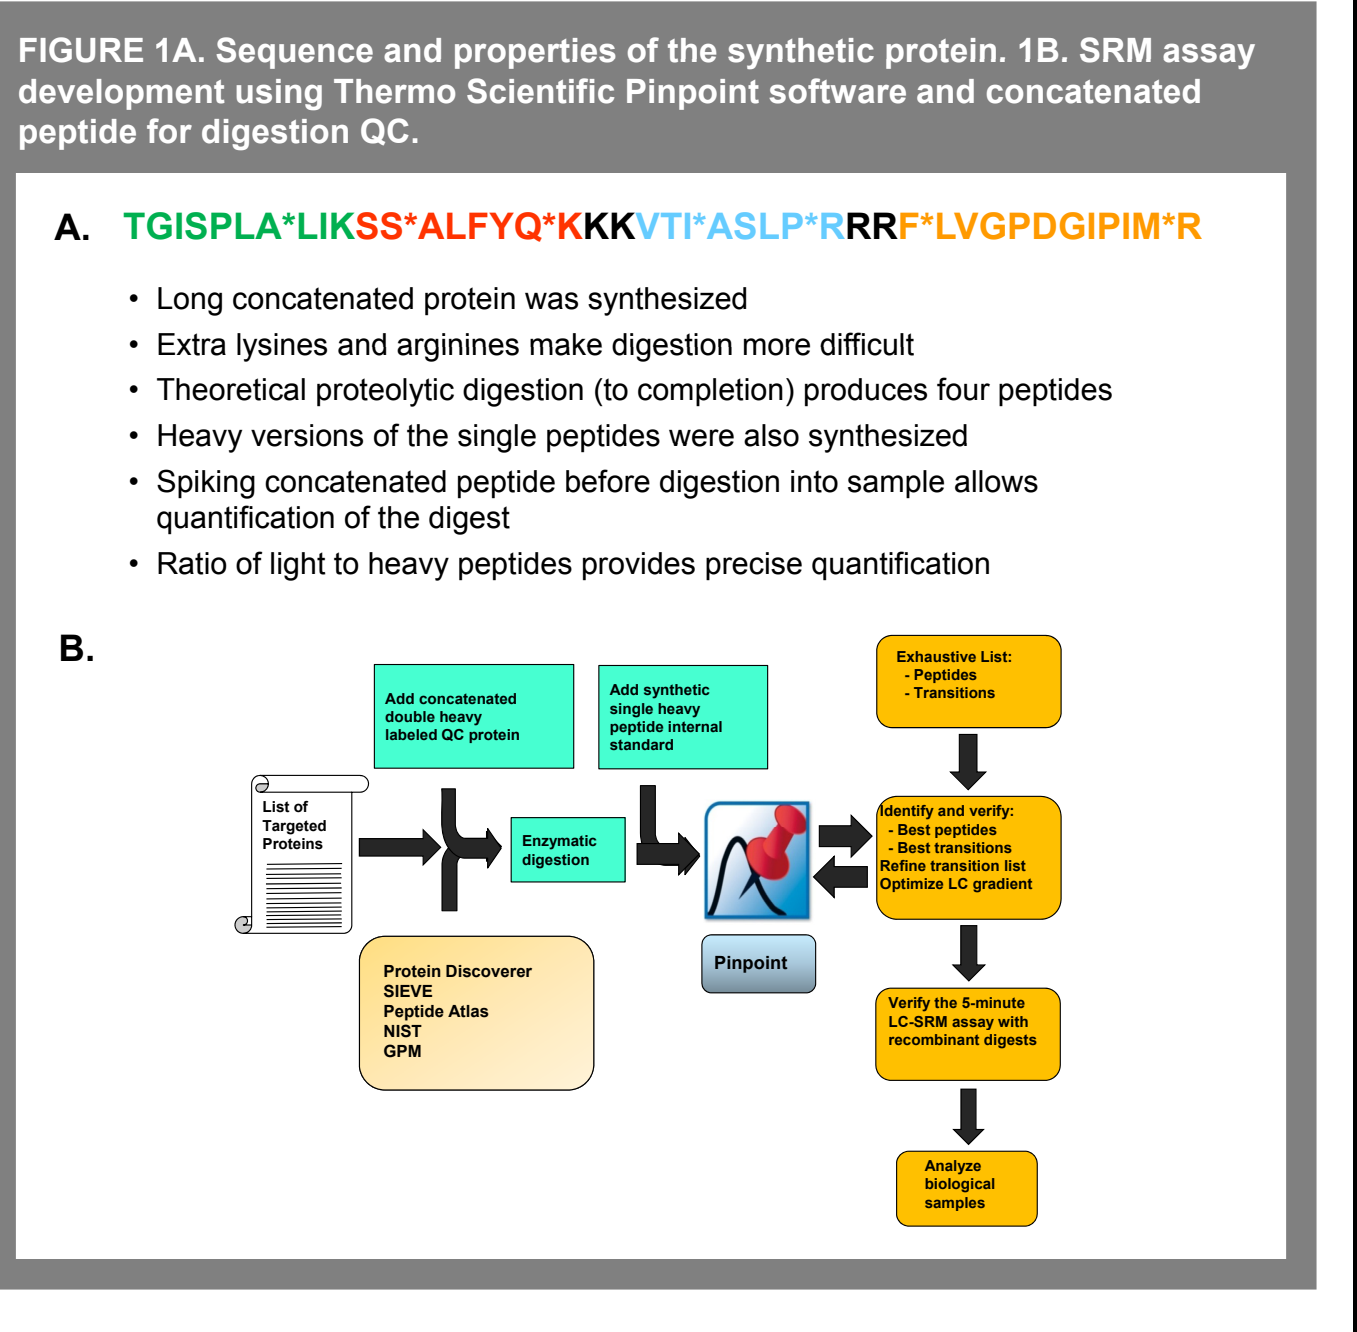 FIGURE 1A. Sequence and properties of the synthetic protein. 1B. SRM assay
development using Thermo Scientific Pinpoint software and concatenated
peptide for digestion QC.
A. TGISPLA*LIKSSS*ALFYQ*KKKVTI*ASLP*RRRF*LVGPDGIPIM*R
• Long concatenated protein was synthesized
• Extra lysines and arginines make digestion more difficult
• Theoretical proteolytic digestion (to completion) produces four peptides
• Heavy versions of the single peptides were also synthesized
• Spiking concatenated peptide before digestion into sample allows
quantification of the digest
• Ratio of light to heavy peptides provides precise quantification
B.
Add concatenated
double heavy
labeled QC protein
Add synthetic
single heavy
peptide internal
standard
Exhaustive List:
- Peptides
- Transitions
List of
Targeted
Proteins
Enzymatic
digestion
Identify and verify:
- Best peptides
- Best transitions
Refine transition list
Optimize LC gradient
Protein Discoverer
SIEVE
Peptide Atlas
NIST
GPM
Pinpoint
Verify the 5-minute
LC-SRM assay with
recombinant digests
Analyze
biological
samples